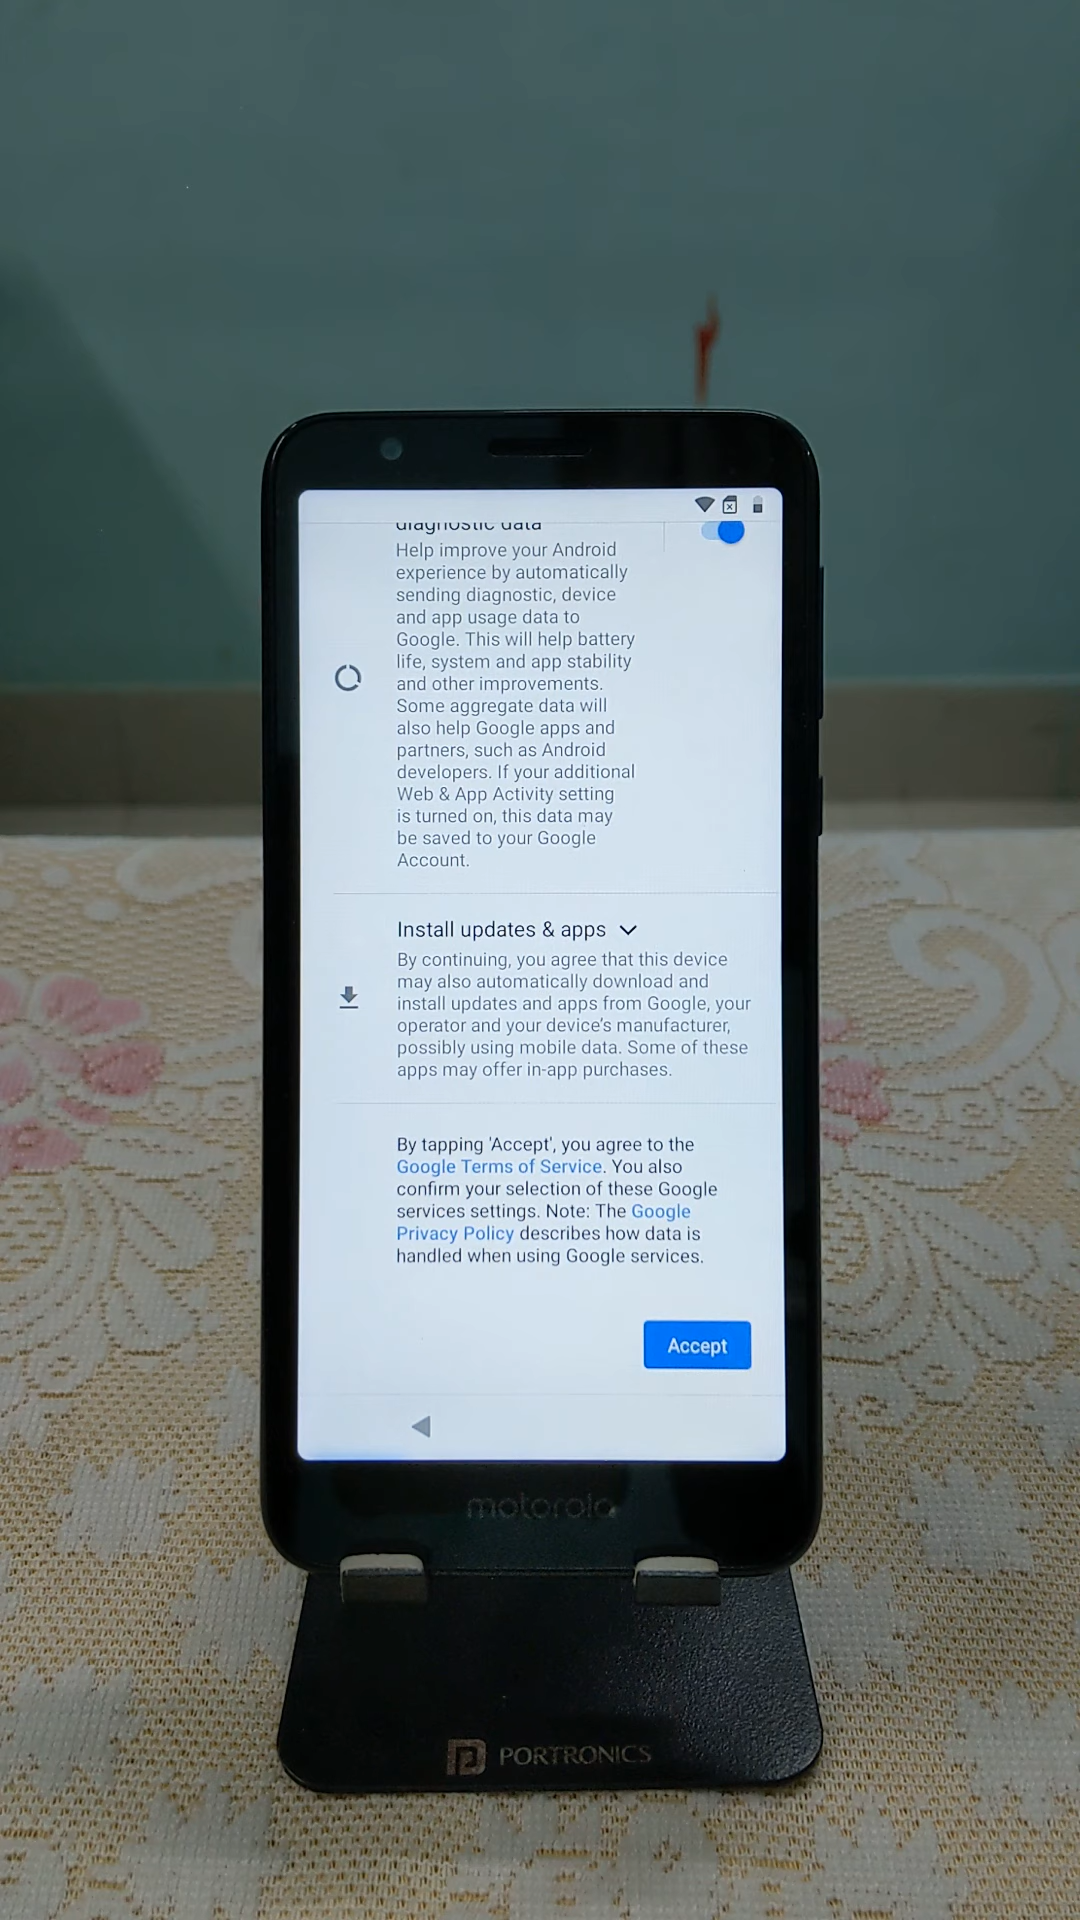 diagnostic data
Help improve your Android
experience by automatically
sending diagnostic, device
and app usage data to
Google. This will help battery
life, system and app stability
and other improvements.
Some aggregate data will
also help Google apps and
partners, such as Android
developers. If your additional
Web & App Activity setting
is turned on, this data may
be saved to your Google
Account.
Install updates & apps
By continuing, you agree that this device
may also automatically download and
install updates and apps from Google, your
operator and your device’s manufacturer,
possibly using mobile data. Some of these
apps may offer in-app purchases.
By tapping 'Accept', you agree to the
Google Terms of Service. You also
confirm your selection of these Google
services settings. Note: The Google
Privacy Policy describes how data is
handled when using Google services.
Accept
motorola
PORTRONICS